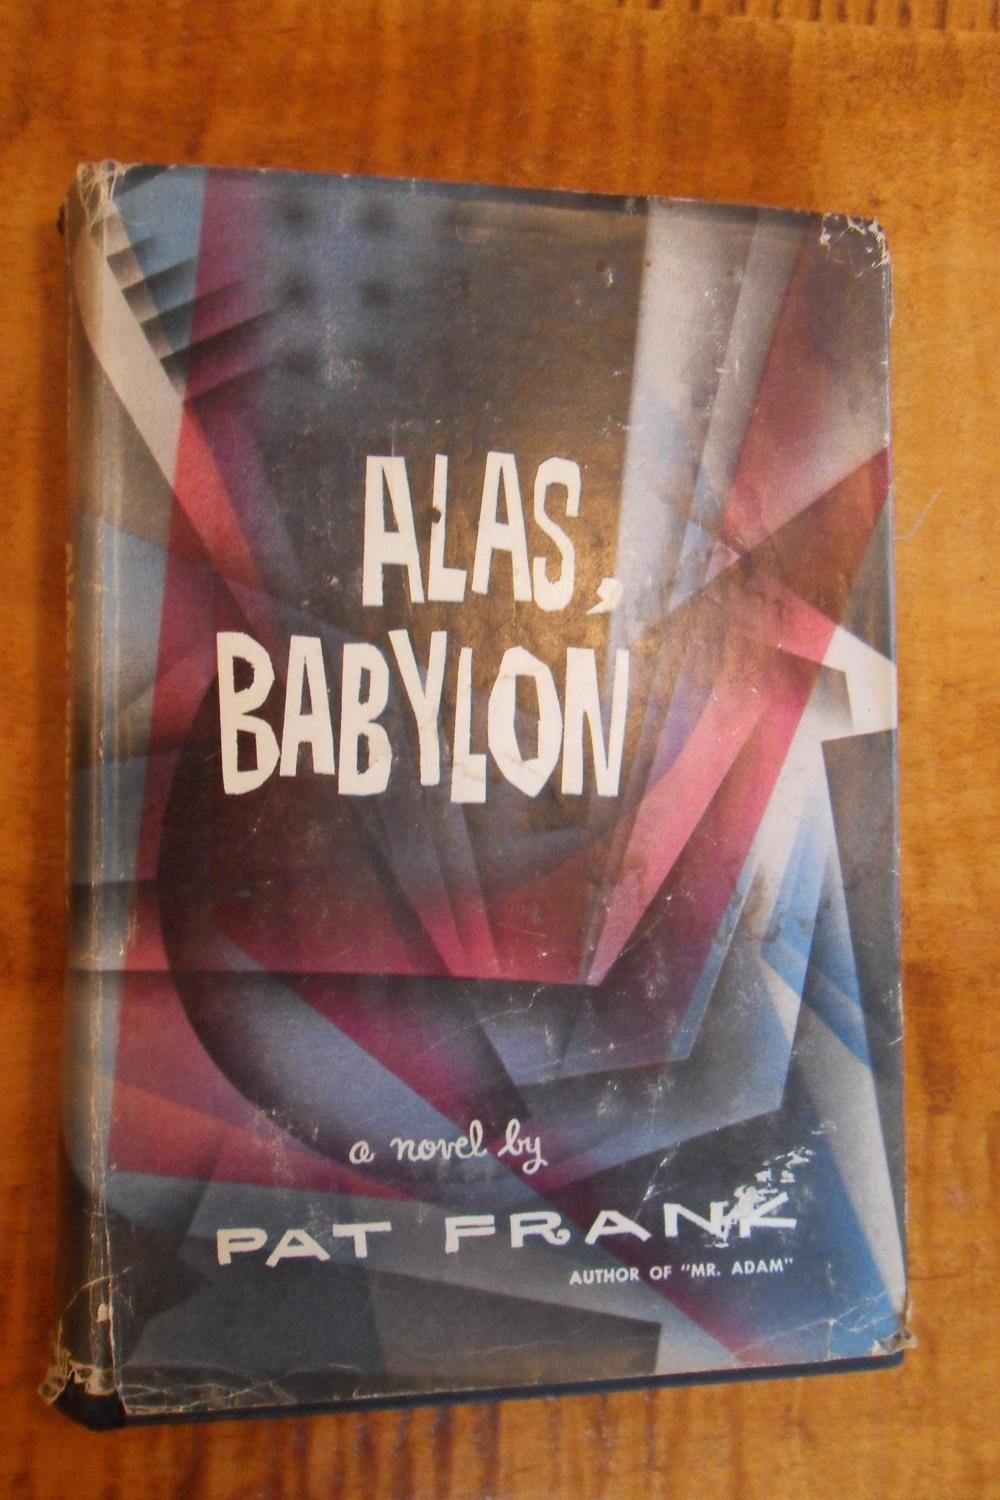 ALAS,
BABYLON
a novel by
PAT FRANK
AUTHOR OF "MR. ADAM"